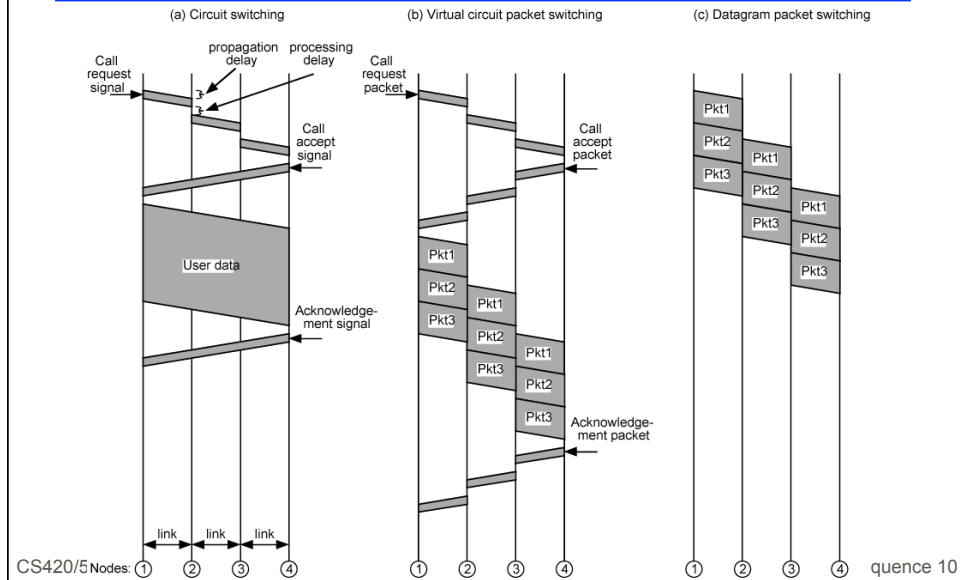 (a) Circuit switching
(b) Virtual circuit packet switching
(c) Datagram packet switching
Call
request
signal
propagation
delay
processing
delay
Call
accept
signal
User data
Acknowledge-
ment signal
link
link
link
Call
request
packet
Call
accept
packet
Pkt1
Pkt2
Pkt3
Pkt1
Pkt2
Pkt3
Pkt1
Pkt2
Pkt3
Acknowledge-
ment packet
Pkt1
Pkt2
Pkt3
Pkt1
Pkt2
Pkt3
Pkt1
Pkt2
Pkt3
CS420/5 Nodes: 1 2 3 4
1 2 3 4
1 2 3 4
quence 10